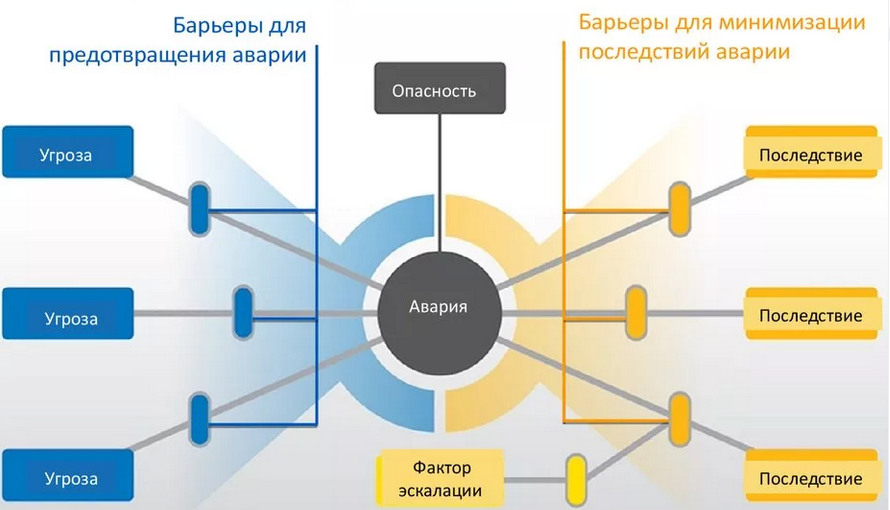 Барьеры для
предотвращения аварии
Барьеры для минимизации
последствий аварии
Опасность
Угроза
Последствие
Авария
Угроза
Последствие
Фактор
эскалации
Угроза
Последствие